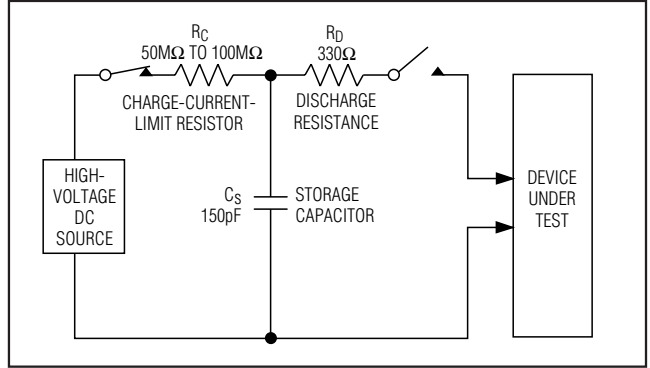 RC
50MΩ TO 100MΩ
CHARGE-CURRENT-
LIMIT RESISTOR
RD
330Ω
DISCHARGE
RESISTANCE
HIGH-
VOLTAGE
DC
SOURCE
CS
150pF
STORAGE
CAPACITOR
DEVICE
UNDER
TEST